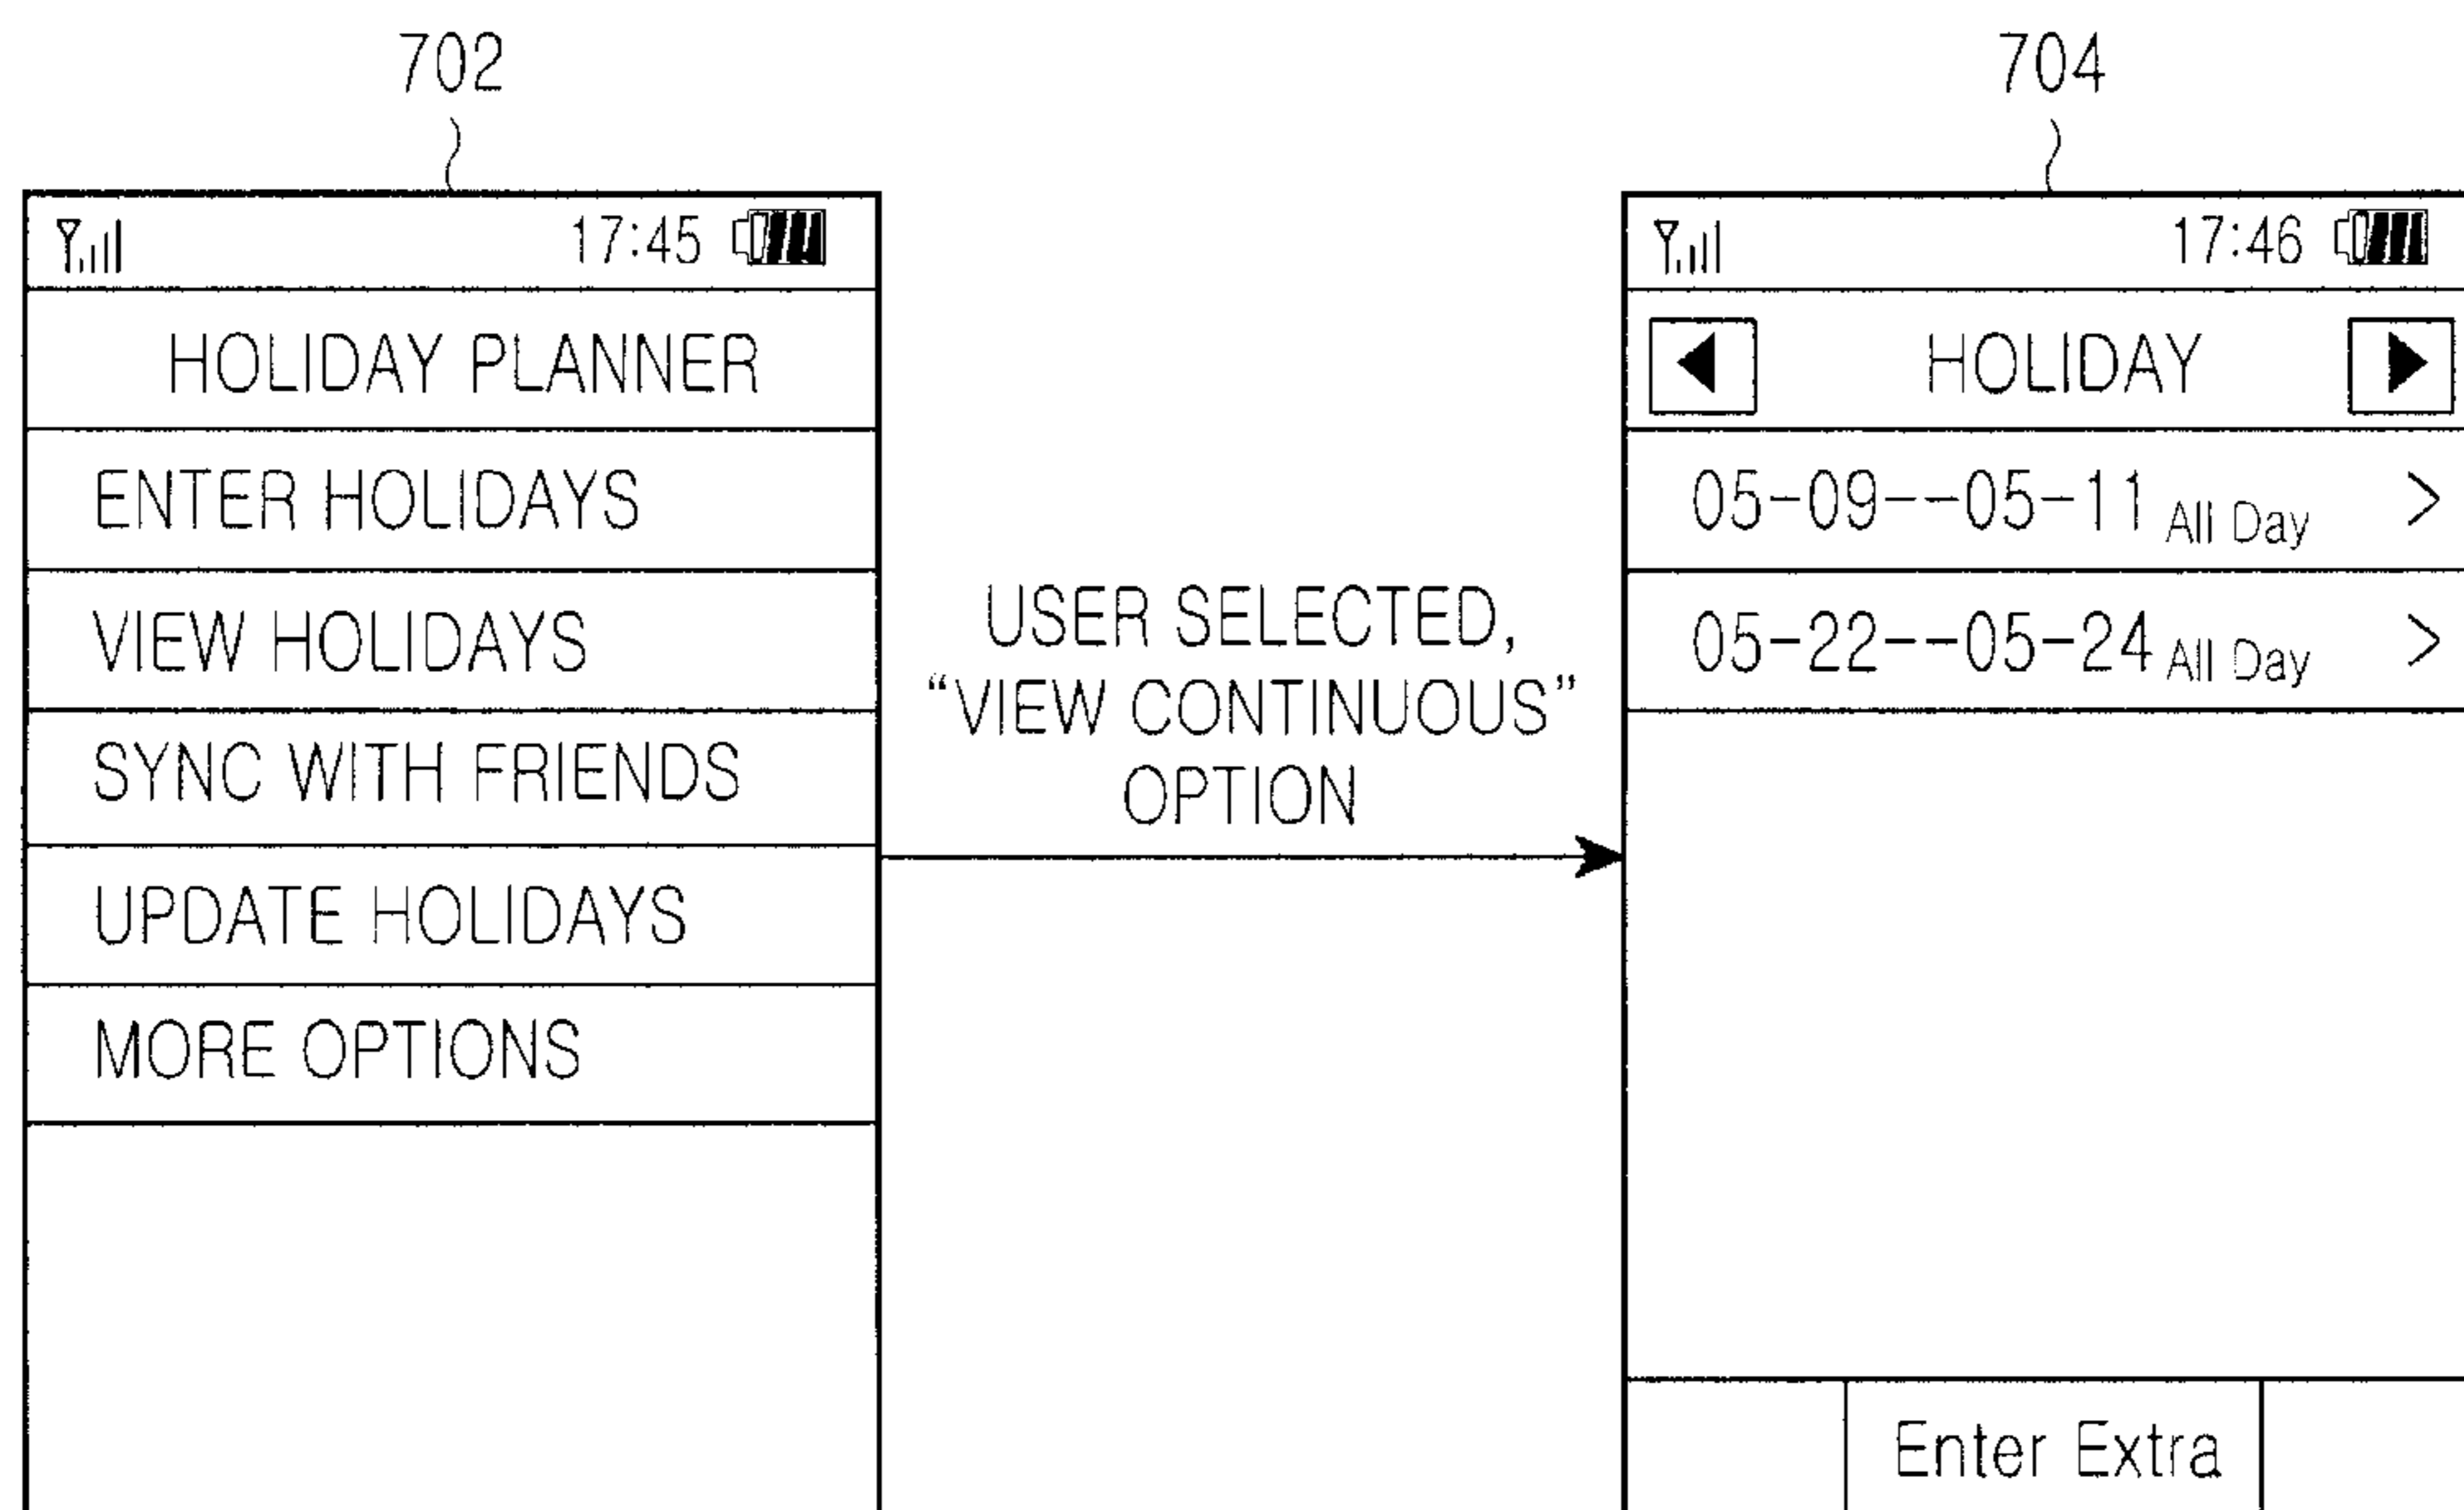 702
17:45
HOLIDAY PLANNER
ENTER HOLIDAYS
VIEW HOLIDAYS
SYNC WITH FRIENDS
UPDATE HOLIDAYS
MORE OPTIONS
USER SELECTED,
“VIEW CONTINUOUS”
OPTION
704
17:46
HOLIDAY
05-09--05-11 All Day >
05-22--05-24 All Day >
Enter Extra